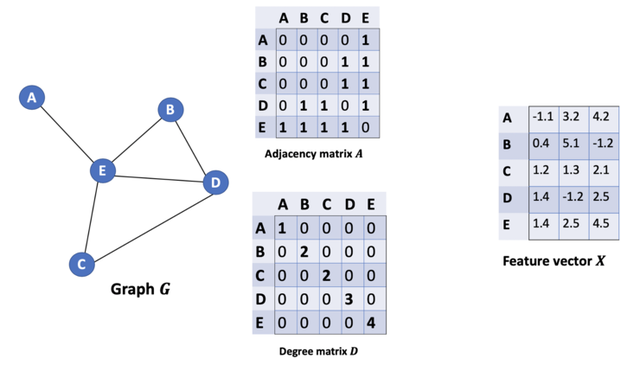 A
B
E
D
C
Graph G
A B C D E
A 0 0 0 0 1
B 0 0 0 1 1
C 0 0 0 1 1
D 0 1 1 0 1
E 1 1 1 1 0
Adjacency matrix A
A B C D E
A 1 0 0 0 0
B 0 2 0 0 0
C 0 0 2 0 0
D 0 0 0 3 0
E 0 0 0 0 4
Degree matrix D
A -1.1 3.2 4.2
B 0.4 5.1 -1.2
C 1.2 1.3 2.1
D 1.4 -1.2 2.5
E 1.4 2.5 4.5
Feature vector X